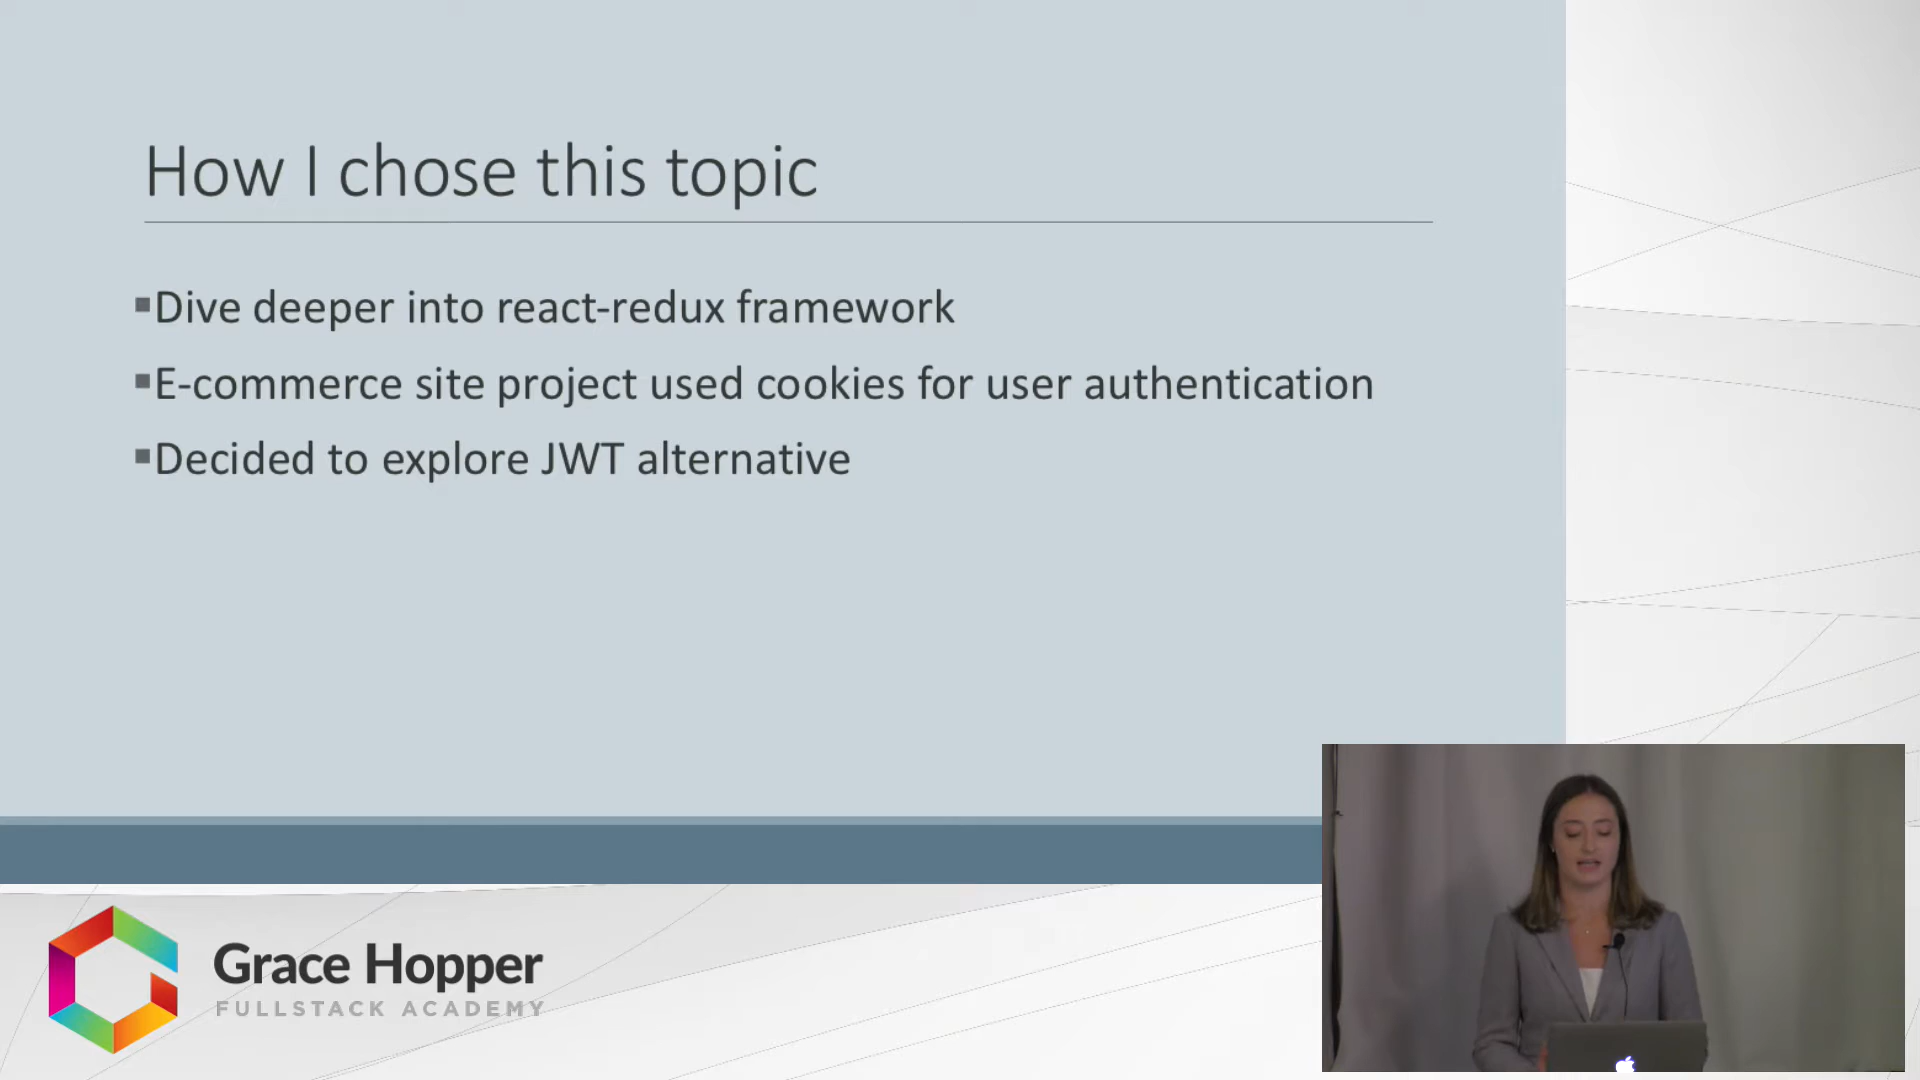 How I chose this topic
▪Dive deeper into react-redux framework
▪E-commerce site project used cookies for user authentication
▪Decided to explore JWT alternative
Grace Hopper
FULLSTACK ACADEMY